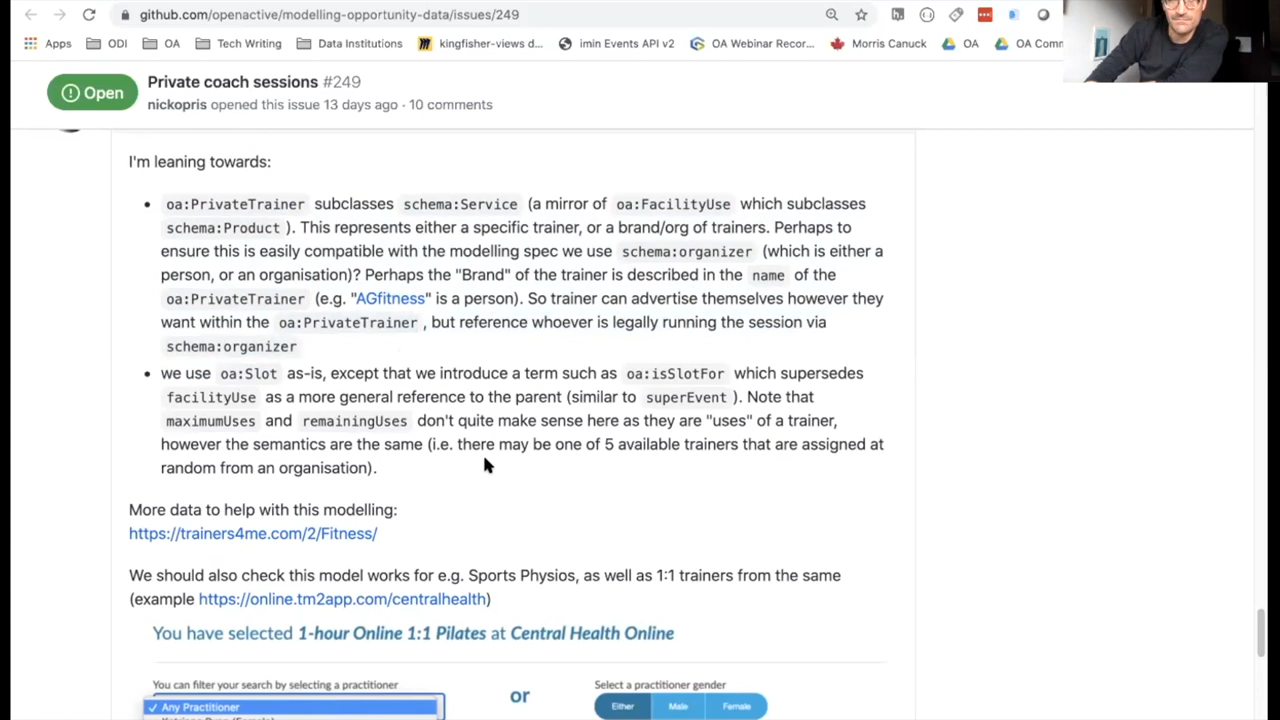 github.com/openactive/modelling-opportunity-data/issues/249
Apps ODI OA Tech Writing Data Institutions kingfisher-views d... imin Events API v2 OA Webinar Recor... Morris Canuck OA OA Comm
Open
Private coach sessions #249
nickopris opened this issue 13 days ago · 10 comments
I'm leaning towards:
• oa:PrivateTrainer subclasses schema:Service (a mirror of oa:FacilityUse which subclasses
schema:Product ). This represents either a specific trainer, or a brand/org of trainers. Perhaps to
ensure this is easily compatible with the modelling spec we use schema:organizer (which is either a
person, or an organisation)? Perhaps the "Brand" of the trainer is described in the name of the
oa:PrivateTrainer (e.g. "AGfitness" is a person). So trainer can advertise themselves however they
want within the oa:PrivateTrainer , but reference whoever is legally running the session via
schema:organizer
• we use oa:Slot as-is, except that we introduce a term such as oa:isSlotFor which supersedes
facilityUse as a more general reference to the parent (similar to superEvent ). Note that
maximumUses and remainingUses don't quite make sense here as they are "uses" of a trainer,
however the semantics are the same (i.e. there may be one of 5 available trainers that are assigned at
random from an organisation).
More data to help with this modelling:
https://trainers4me.com/2/Fitness/
We should also check this model works for e.g. Sports Physios, as well as 1:1 trainers from the same
(example https://online.tm2app.com/centralhealth)
You have selected 1-hour Online 1:1 Pilates at Central Health Online
You can filter your search by selecting a practitioner
or
Select a practitioner gender
✓ Any Practitioner
Either Male Female